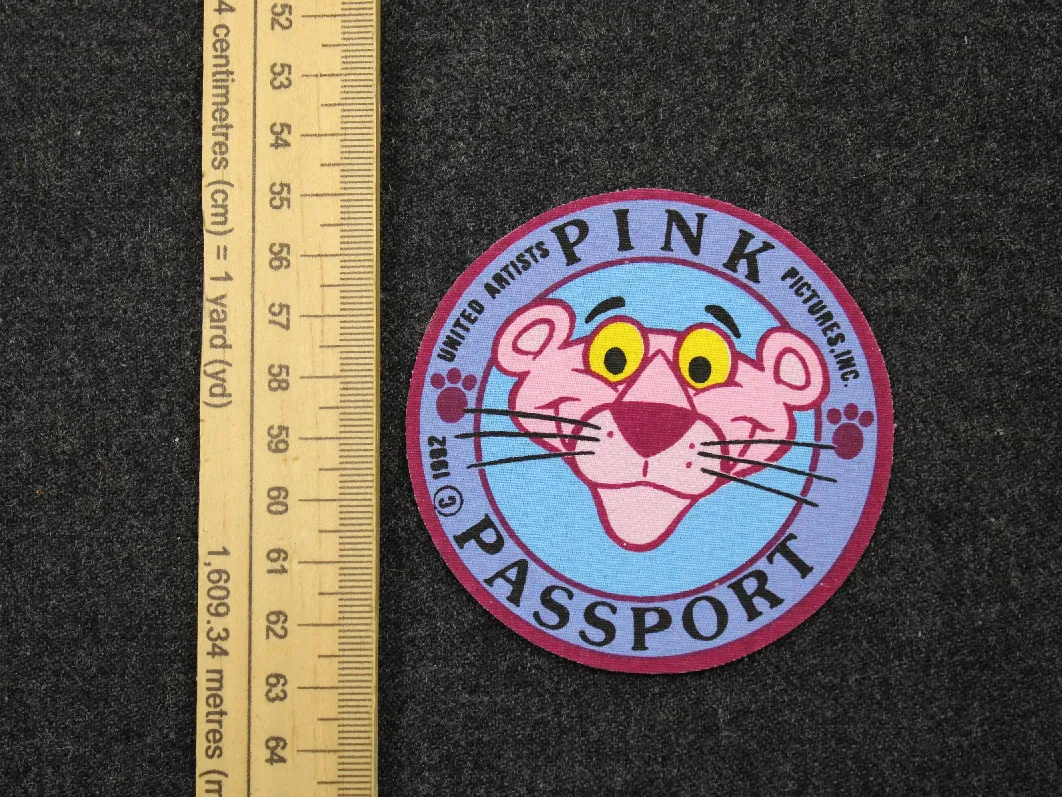 4 centimetres (cm) = 1 yard (yd)
1,609.34 metres (m
52
53
54
55
56
57
58
59
60
61
62
63
64
PINK
UNITED ARTISTS
PICTURES.INC.
1982 ©
PASSPORT